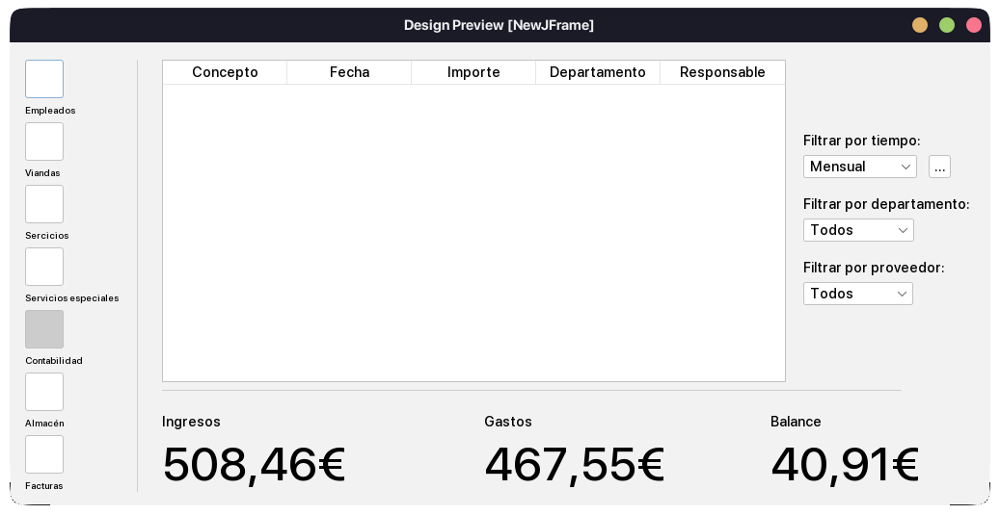 Design Preview [NewJFrame]
Empleados
Viandas
Sercicios
Servicios especiales
Contabilidad
Almacén
Facturas
Concepto Fecha Importe Departamento Responsable
Filtrar por tiempo:
Mensual ...
Filtrar por departamento:
Todos
Filtrar por proveedor:
Todos
Ingresos Gastos Balance
508,46€ 467,55€ 40,91€